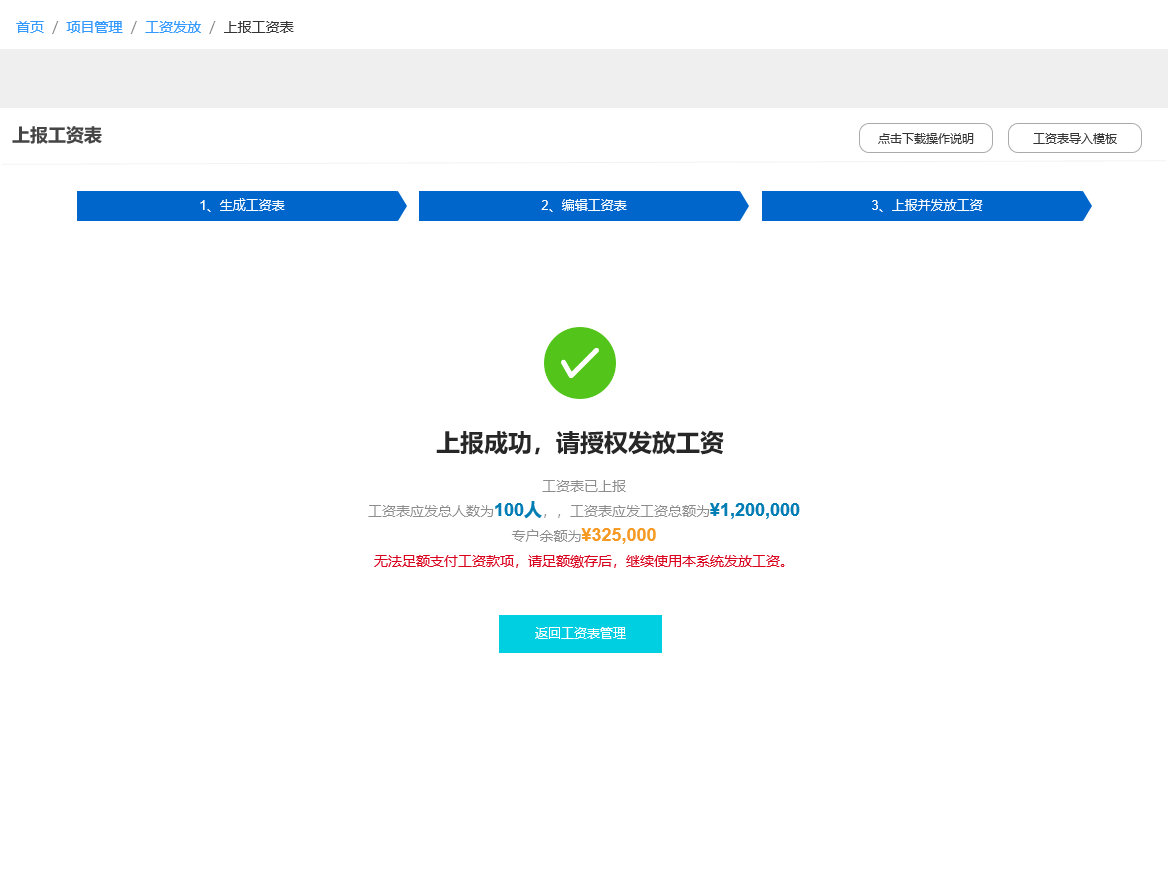 首页 / 项目管理 / 工资发放 / 上报工资表
上报工资表
点击下载操作说明
工资表导入模板
1、生成工资表
2、编辑工资表
3、上报并发放工资
上报成功，请授权发放工资
工资表已上报
工资表应发总人数为100人，，工资表应发工资总额为¥1,200,000
专户余额为¥325,000
无法足额支付工资款项，请足额缴存后，继续使用本系统发放工资。
返回工资表管理